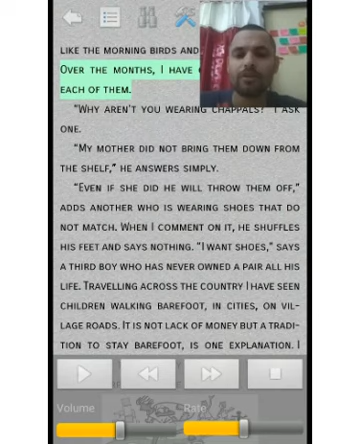 LIKE THE MORNING BIRDS AND
OVER THE MONTHS, I HAVE
EACH OF THEM.
"WHY AREN'T YOU WEARING CHAPPALS?" I ASK
ONE.
"MY MOTHER DID NOT BRING THEM DOWN FROM
THE SHELF," HE ANSWERS SIMPLY.
"EVEN IF SHE DID HE WILL THROW THEM OFF,"
ADDS ANOTHER WHO IS WEARING SHOES THAT DO
NOT MATCH. WHEN I COMMENT ON IT, HE SHUFFLES
HIS FEET AND SAYS NOTHING. "I WANT SHOES," SAYS
A THIRD BOY WHO HAS NEVER OWNED A PAIR ALL HIS
LIFE. TRAVELLING ACROSS THE COUNTRY I HAVE SEEN
CHILDREN WALKING BAREFOOT, IN CITIES, ON VIL-
LAGE ROADS. IT IS NOT LACK OF MONEY BUT A TRADI-
TION TO STAY BAREFOOT, IS ONE EXPLANATION. I
Volume Rate